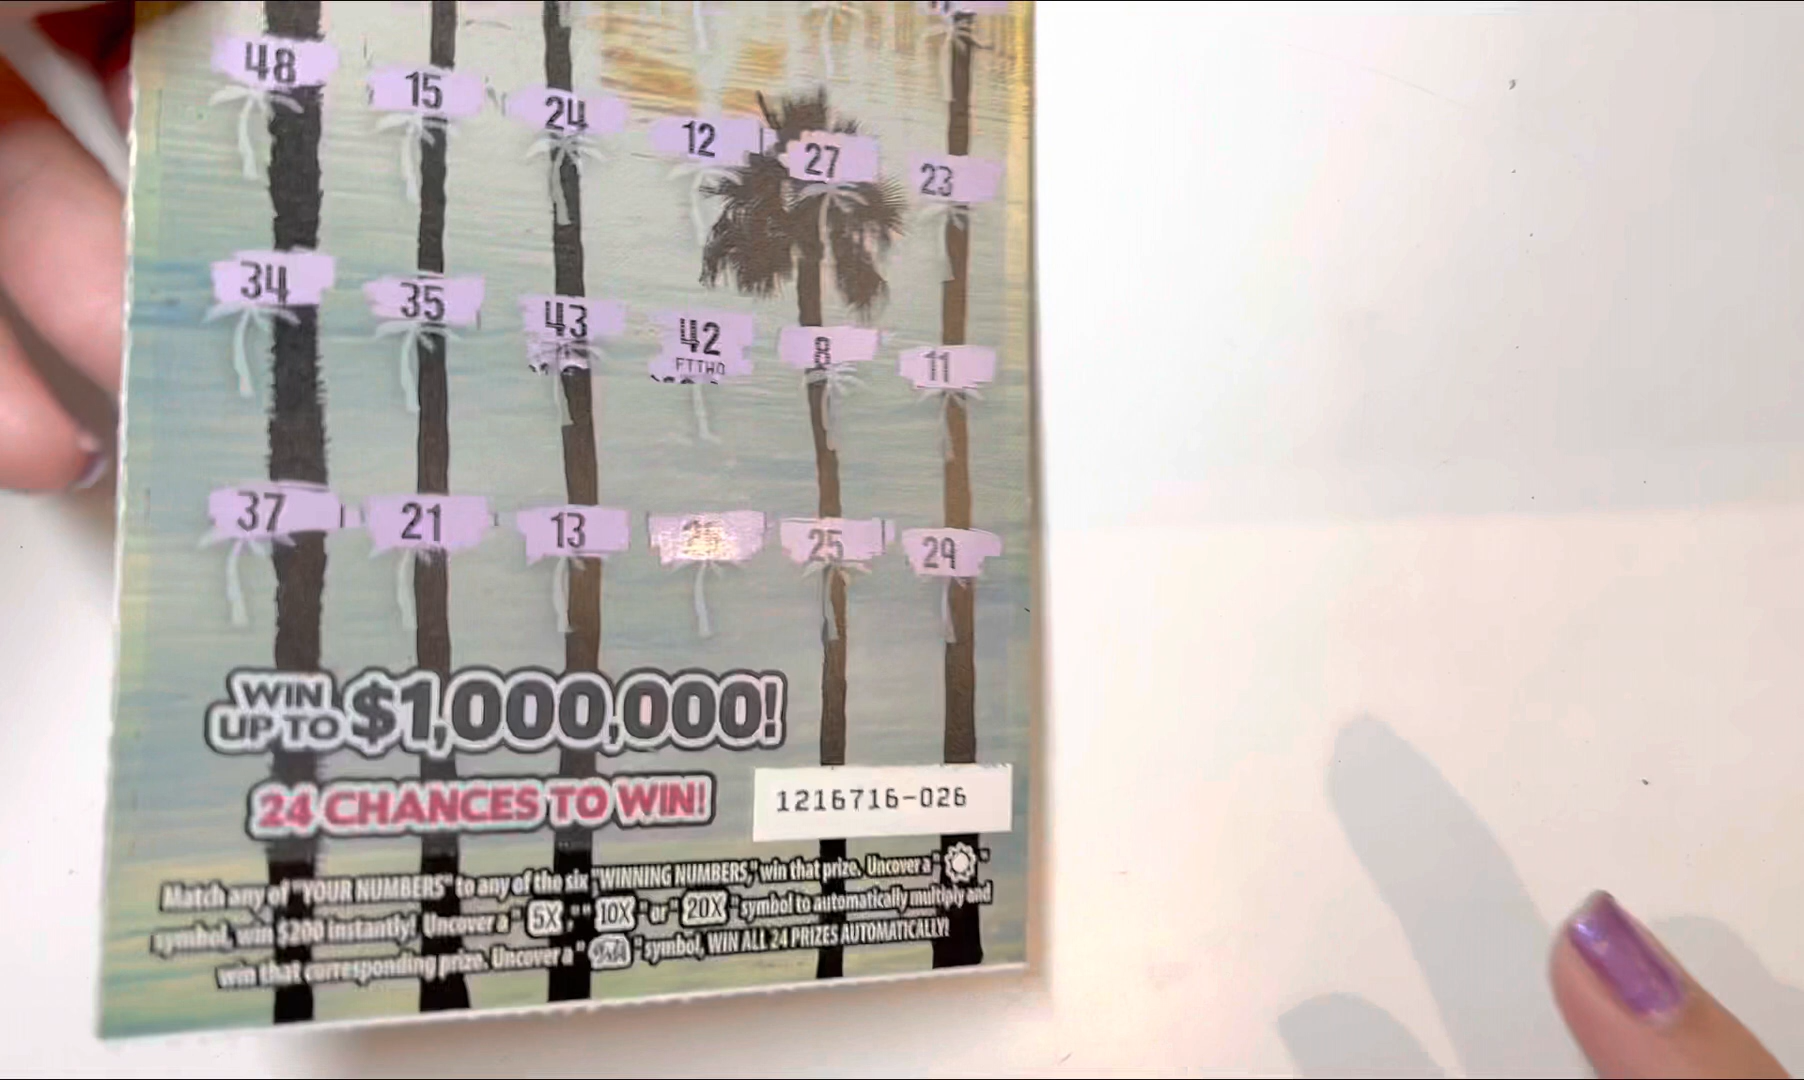 48 15 24 12 27 23
34 35 43 42 8 11
FTTWO
37 21 13 25 29
WIN UP TO $1,000,000!
24 CHANCES TO WIN!
1216716-026
Match any of "YOUR NUMBERS" to any of the six "WINNING NUMBERS," win that prize. Uncover a " "
symbol, win $200 instantly! Uncover a "5X," "10X" or "20X" symbol to automatically multiply and
win that corresponding prize. Uncover a " " symbol, WIN ALL 24 PRIZES AUTOMATICALLY!